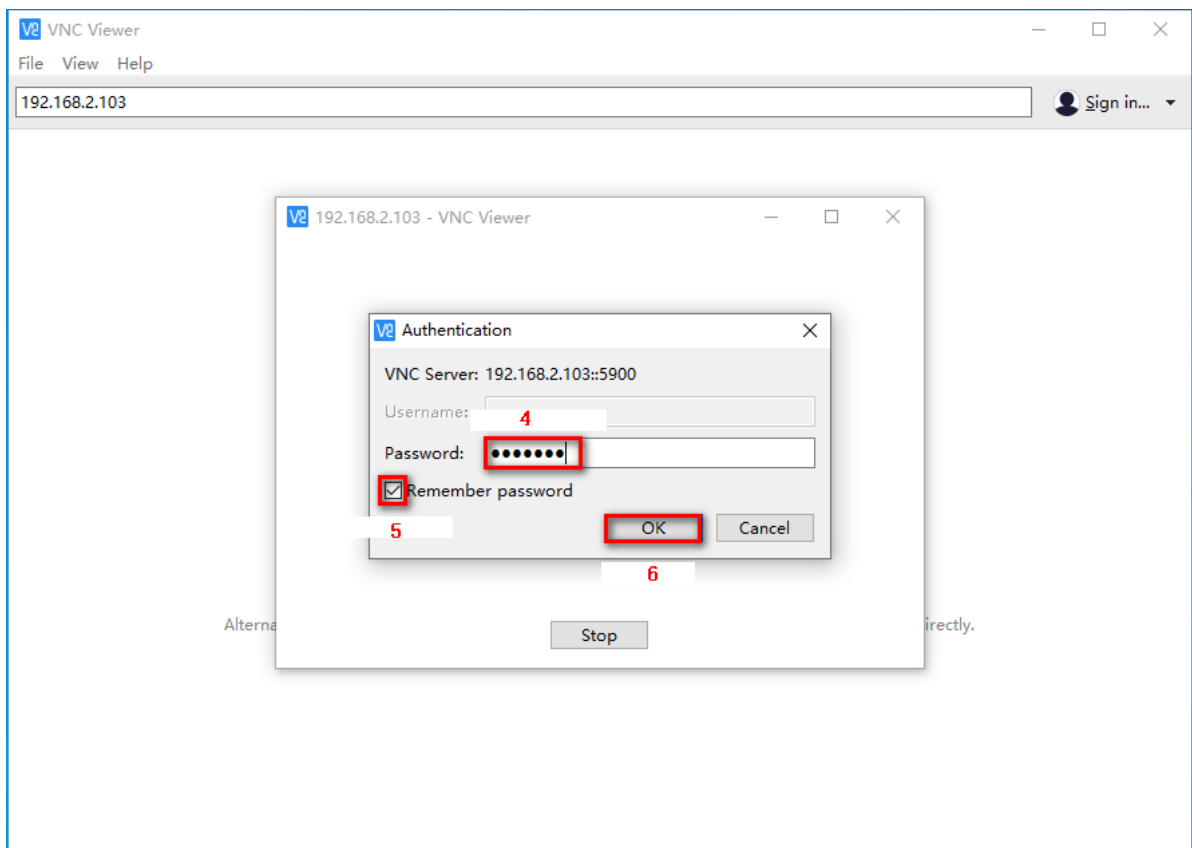 VNC Viewer
File View Help
192.168.2.103 Sign in...
192.168.2.103 - VNC Viewer
Authentication
VNC Server: 192.168.2.103::5900
Username:
4
Password: ●●●●●●●
Remember password
5
OK Cancel
6
Stop